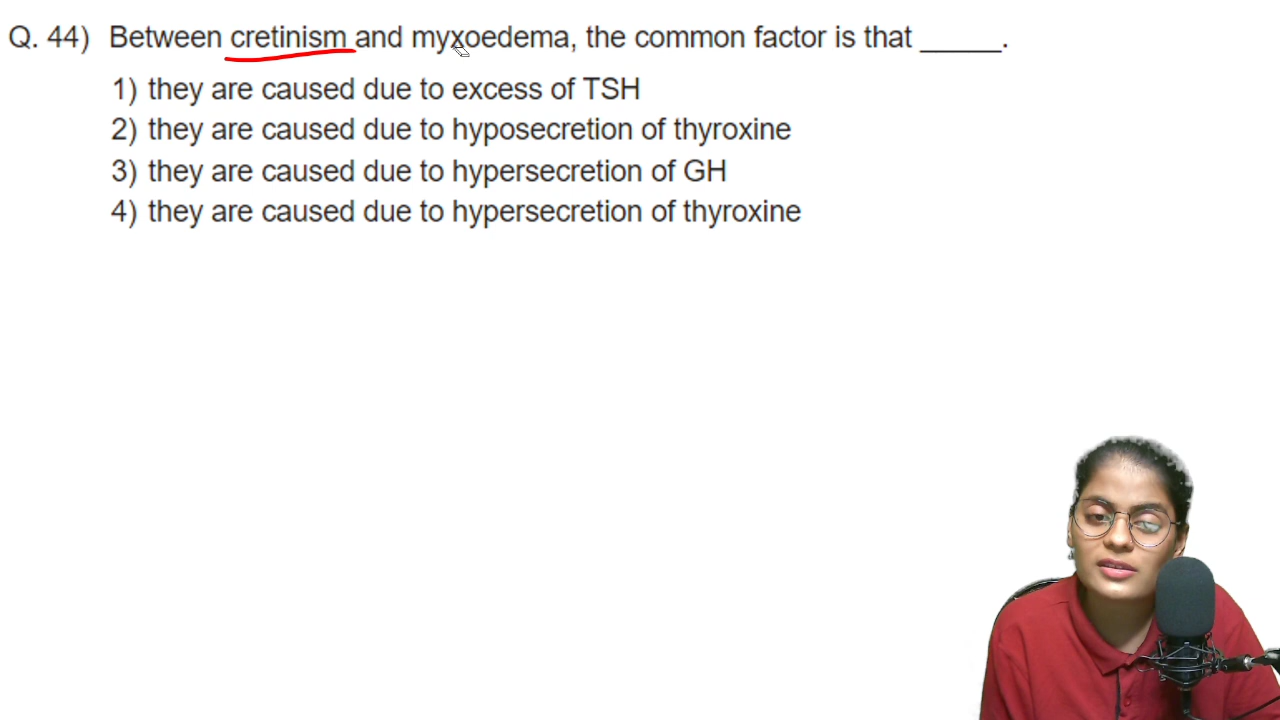 Q. 44) Between cretinism and myxoedema, the common factor is that _____.
1) they are caused due to excess of TSH
2) they are caused due to hyposecretion of thyroxine
3) they are caused due to hypersecretion of GH
4) they are caused due to hypersecretion of thyroxine